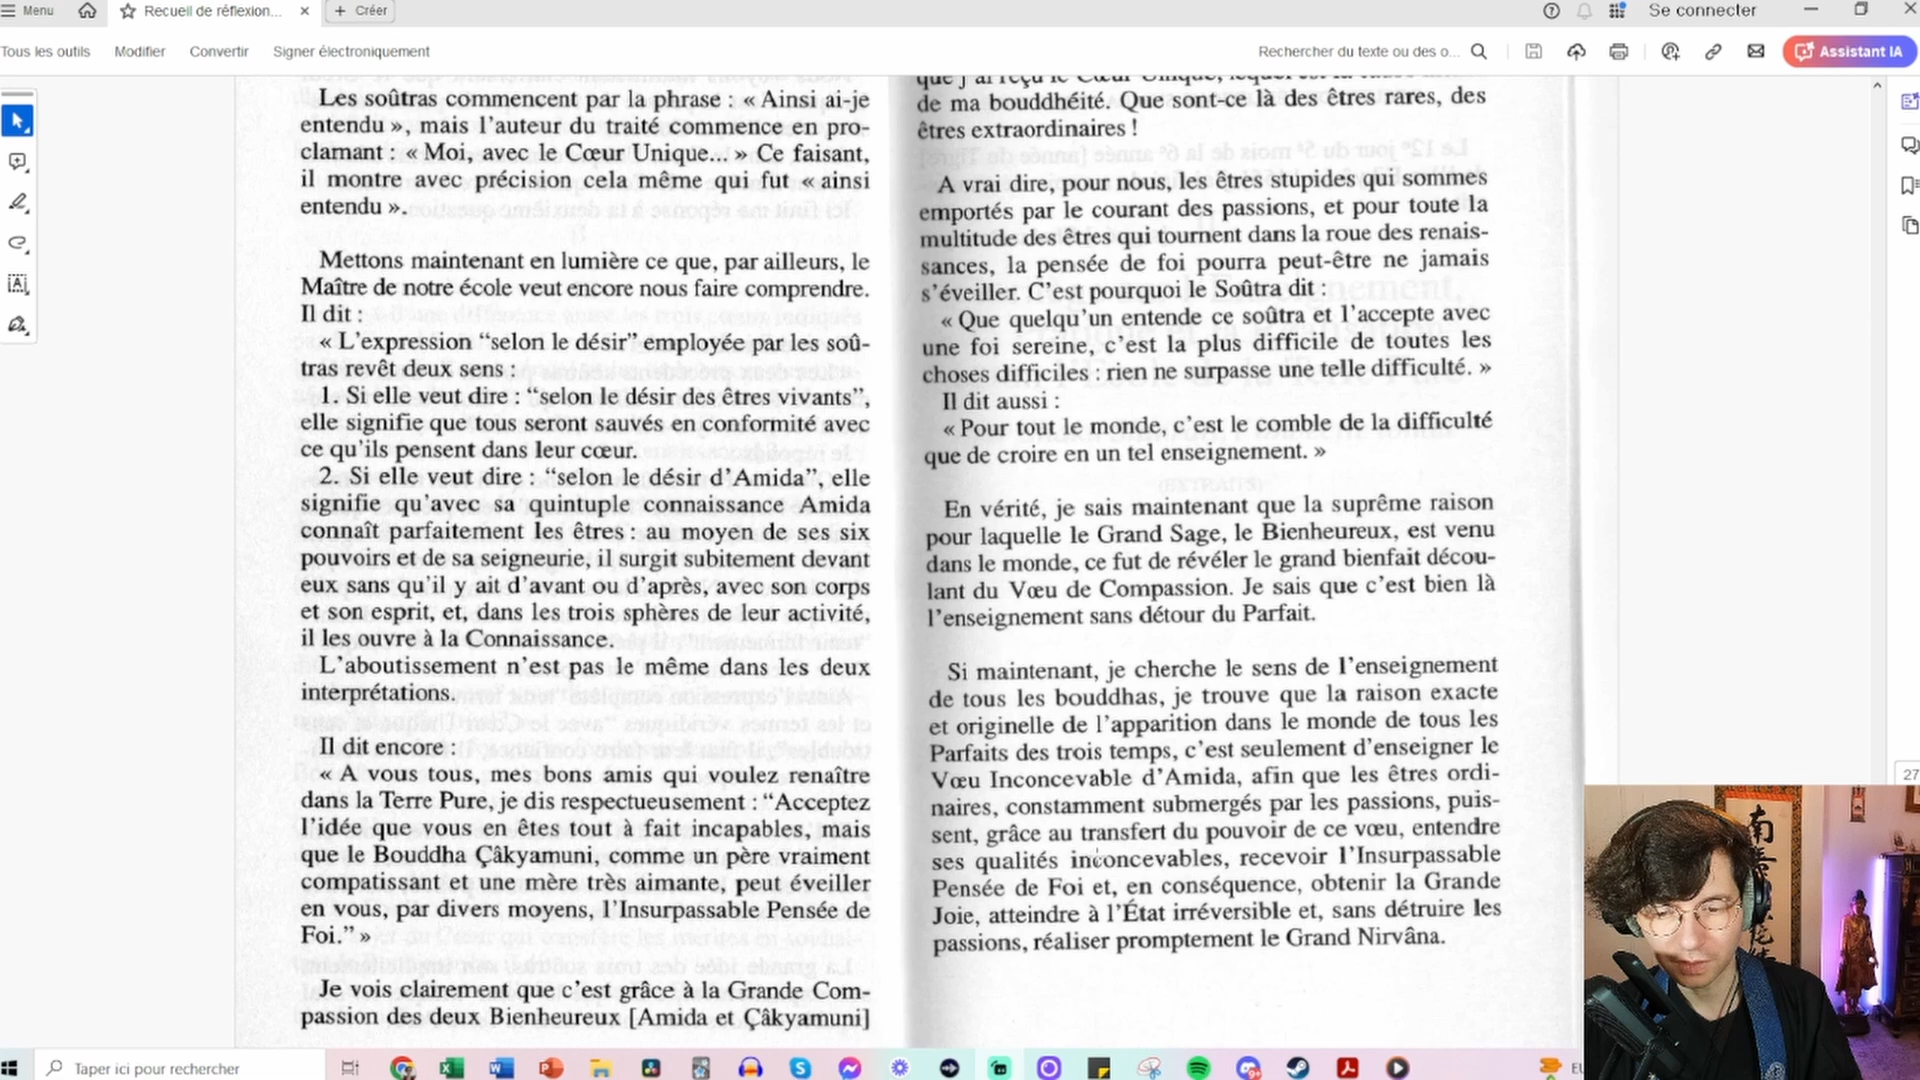 Menu
Recueil de réflexion...
Créer
Se connecter
Tous les outils
Modifier
Convertir
Signer électroniquement
Rechercher du texte ou des o...
Assistant IA
Les soûtras commencent par la phrase : « Ainsi ai-je
entendu », mais l'auteur du traité commence en pro-
clamant : « Moi, avec le Cœur Unique... » Ce faisant,
il montre avec précision cela même qui fut « ainsi
entendu ».
Mettons maintenant en lumière ce que, par ailleurs, le
Maître de notre école veut encore nous faire comprendre.
Il dit :
« L'expression “selon le désir” employée par les soû-
tras revêt deux sens :
1. Si elle veut dire : “selon le désir des êtres vivants”,
elle signifie que tous seront sauvés en conformité avec
ce qu'ils pensent dans leur cœur.
2. Si elle veut dire : “selon le désir d'Amida”, elle
signifie qu'avec sa quintuple connaissance Amida
connaît parfaitement les êtres : au moyen de ses six
pouvoirs et de sa seigneurie, il surgit subitement devant
eux sans qu'il y ait d'avant ou d'après, avec son corps
et son esprit, et, dans les trois sphères de leur activité,
il les ouvre à la Connaissance.
L'aboutissement n'est pas le même dans les deux
interprétations.
Il dit encore :
« A vous tous, mes bons amis qui voulez renaître
dans la Terre Pure, je dis respectueusement : “Acceptez
l'idée que vous en êtes tout à fait incapables, mais
que le Bouddha Çâkyamuni, comme un père vraiment
compatissant et une mère très aimante, peut éveiller
en vous, par divers moyens, l'Insurpassable Pensée de
Foi.” »
Je vois clairement que c'est grâce à la Grande Com-
passion des deux Bienheureux [Amida et Çâkyamuni]
que j'ai reçu le Cœur Unique, lequel est la cause
de ma bouddhéité. Que sont-ce là des êtres rares, des
êtres extraordinaires !
A vrai dire, pour nous, les êtres stupides qui sommes
emportés par le courant des passions, et pour toute la
multitude des êtres qui tournent dans la roue des renais-
sances, la pensée de foi pourra peut-être ne jamais
s'éveiller. C'est pourquoi le Soûtra dit :
« Que quelqu'un entende ce soûtra et l'accepte avec
une foi sereine, c'est la plus difficile de toutes les
choses difficiles : rien ne surpasse une telle difficulté. »
Il dit aussi :
« Pour tout le monde, c'est le comble de la difficulté
que de croire en un tel enseignement. »
En vérité, je sais maintenant que la suprême raison
pour laquelle le Grand Sage, le Bienheureux, est venu
dans le monde, ce fut de révéler le grand bienfait décou-
lant du Vœu de Compassion. Je sais que c'est bien là
l'enseignement sans détour du Parfait.
Si maintenant, je cherche le sens de l'enseignement
de tous les bouddhas, je trouve que la raison exacte
et originelle de l'apparition dans le monde de tous les
Parfaits des trois temps, c'est seulement d'enseigner le
Vœu Inconcevable d'Amida, afin que les êtres ordi-
naires, constamment submergés par les passions, puis-
sent, grâce au transfert du pouvoir de ce vœu, entendre
ses qualités inconcevables, recevoir l'Insurpassable
Pensée de Foi et, en conséquence, obtenir la Grande
Joie, atteindre à l'État irréversible et, sans détruire les
passions, réaliser promptement le Grand Nirvâna.
27
南
Taper ici pour rechercher